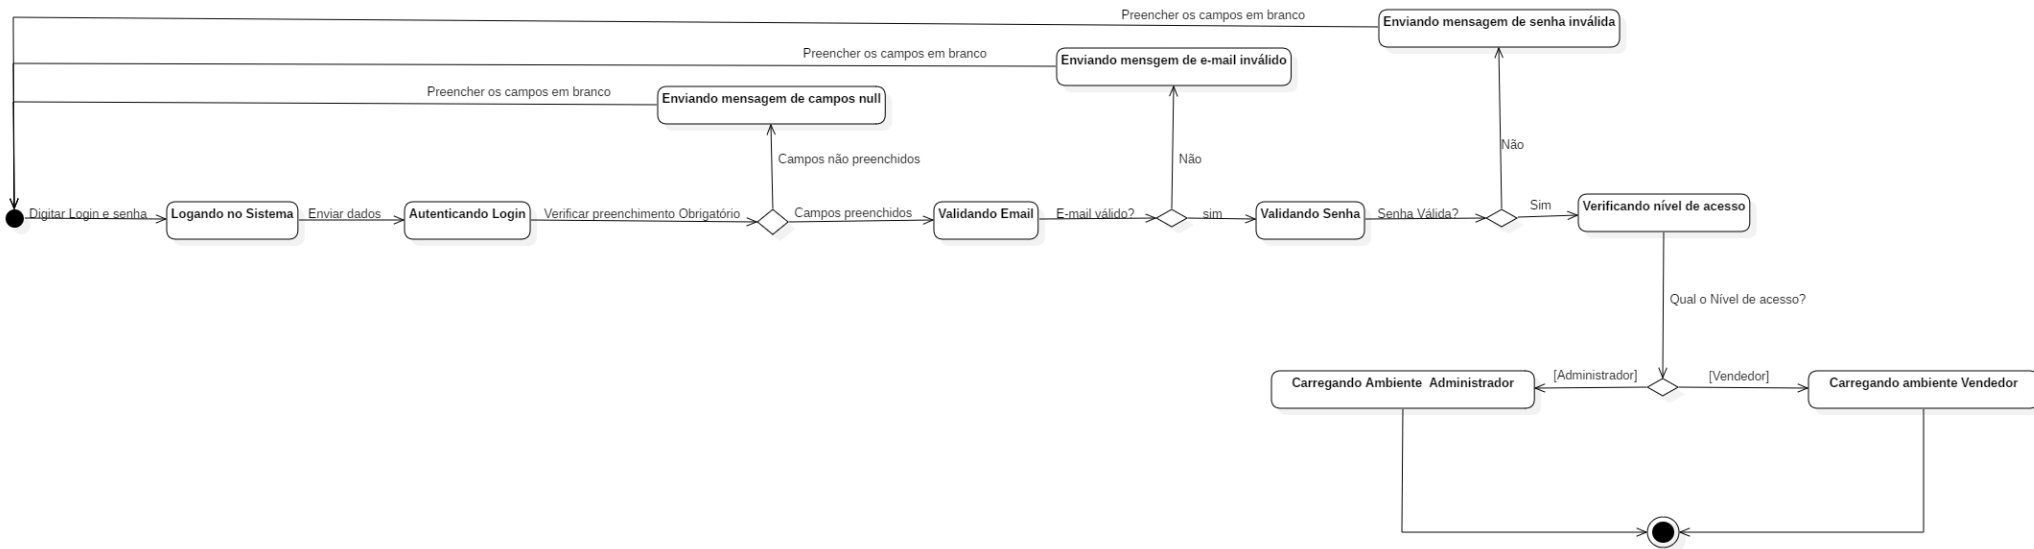 Preencher os campos em branco
Enviando mensagem de senha inválida
Preencher os campos em branco
Enviando mensgem de e-mail inválido
Preencher os campos em branco
Enviando mensagem de campos null
Campos não preenchidos
Não
Não
Digitar Login e senha
Logando no Sistema
Enviar dados
Autenticando Login
Verificar preenchimento Obrigatório
Campos preenchidos
Validando Email
E-mail válido?
sim
Validando Senha
Senha Válida?
Sim
Verificando nível de acesso
Qual o Nível de acesso?
Carregando Ambiente  Administrador
[Administrador]
[Vendedor]
Carregando ambiente Vendedor